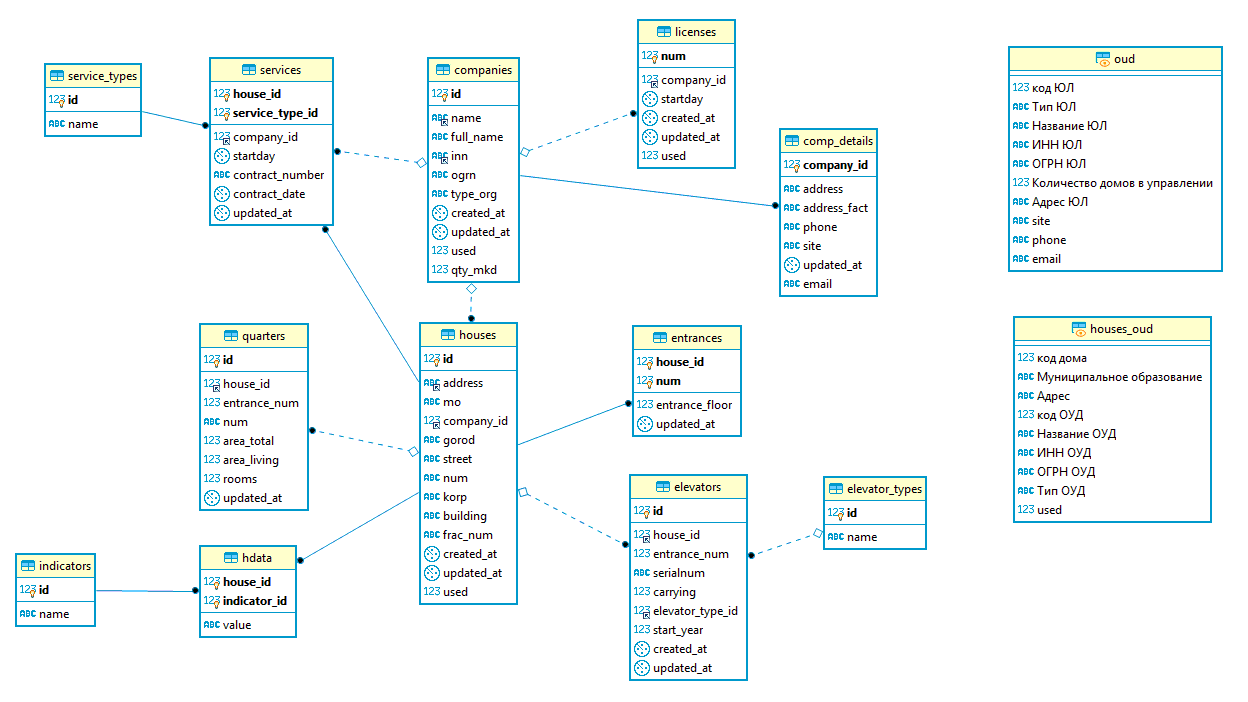 service_types
123 id
ABC name
services
123 house_id
123 service_type_id
123 company_id
startday
ABC contract_number
contract_date
updated_at
companies
123 id
ABC name
ABC full_name
ABC inn
ABC ogrn
ABC type_org
created_at
updated_at
123 used
123 qty_mkd
licenses
123 num
123 company_id
startday
created_at
updated_at
123 used
comp_details
123 company_id
ABC address
ABC address_fact
ABC phone
ABC site
updated_at
ABC email
oud
123 код ЮЛ
ABC Тип ЮЛ
ABC Название ЮЛ
ABC ИНН ЮЛ
ABC ОГРН ЮЛ
123 Количество домов в управлении
ABC Адрес ЮЛ
ABC site
ABC phone
ABC email
quarters
123 id
123 house_id
123 entrance_num
ABC num
123 area_total
123 area_living
123 rooms
updated_at
houses
123 id
ABC address
ABC mo
123 company_id
ABC gorod
ABC street
ABC num
ABC korp
ABC building
ABC frac_num
created_at
updated_at
123 used
entrances
123 house_id
123 num
123 entrance_floor
updated_at
houses_oud
123 код дома
ABC Муниципальное образование
ABC Адрес
123 код ОУД
ABC Название ОУД
ABC ИНН ОУД
ABC ОГРН ОУД
ABC Тип ОУД
123 used
elevators
123 id
123 house_id
123 entrance_num
ABC serialnum
123 carrying
123 elevator_type_id
123 start_year
created_at
updated_at
elevator_types
123 id
ABC name
indicators
123 id
ABC name
hdata
123 house_id
123 indicator_id
ABC value